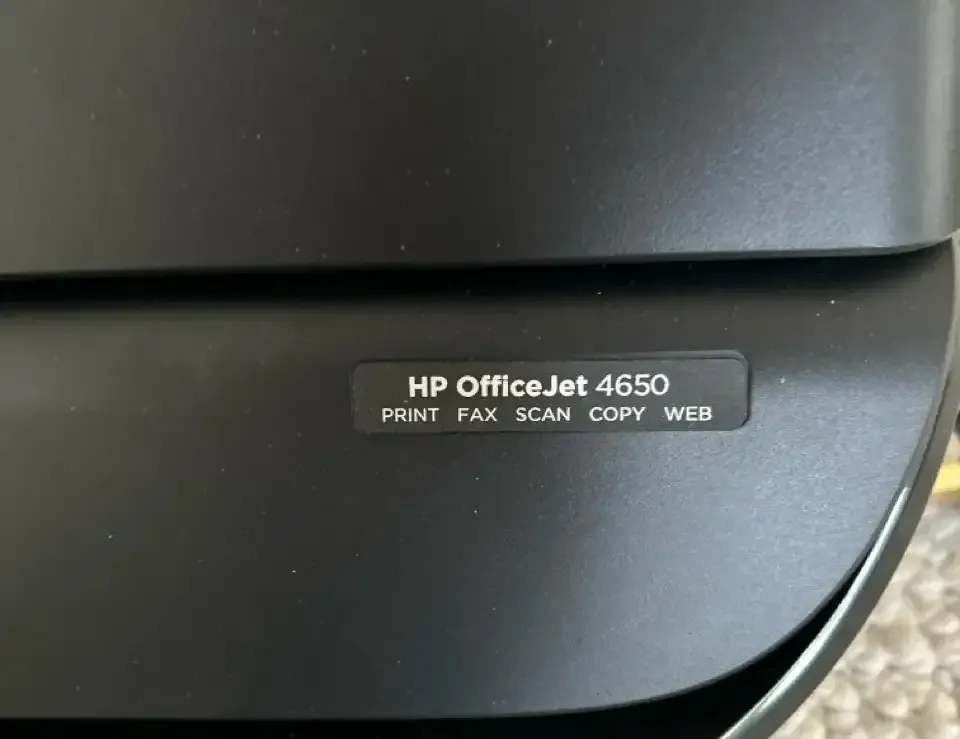 HP OfficeJet 4650
PRINT FAX SCAN COPY WEB